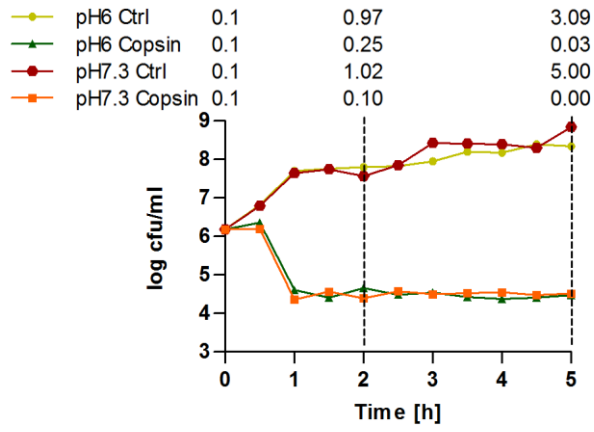 pH6 Ctrl 0.1 0.97 3.09
pH6 Copsin 0.1 0.25 0.03
pH7.3 Ctrl 0.1 1.02 5.00
pH7.3 Copsin 0.1 0.10 0.00
9
8
7
6
5
4
3
log cfu/ml
0 1 2 3 4 5
Time [h]